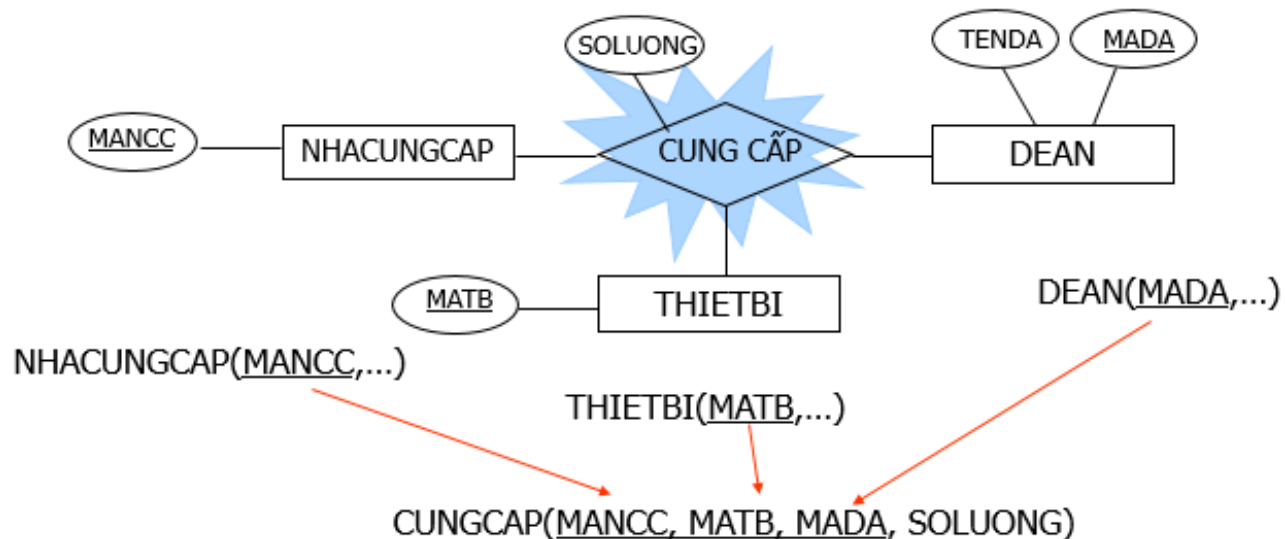 SOLUONG
TENDA
MADA
MANCC
NHACUNGCAP
CUNG CẤP
DEAN
MATB
THIETBI
DEAN(MADA,...)
NHACUNGCAP(MANCC,...)
THIETBI(MATB,...)
CUNGCAP(MANCC, MATB, MADA, SOLUONG)